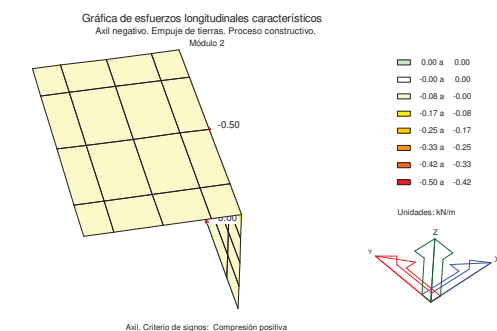 Gráfica de esfuerzos longitudinales característicos
Axil negativo. Empuje de tierras. Proceso constructivo.
Módulo 2
0.00 a 0.00
-0.00 a 0.00
-0.08 a -0.00
-0.17 a -0.08
-0.25 a -0.17
-0.33 a -0.25
-0.42 a -0.33
-0.50 a -0.42
-0.50
0.00
Unidades: kN/m
Z
Y
X
Axil. Criterio de signos: Compresión positiva